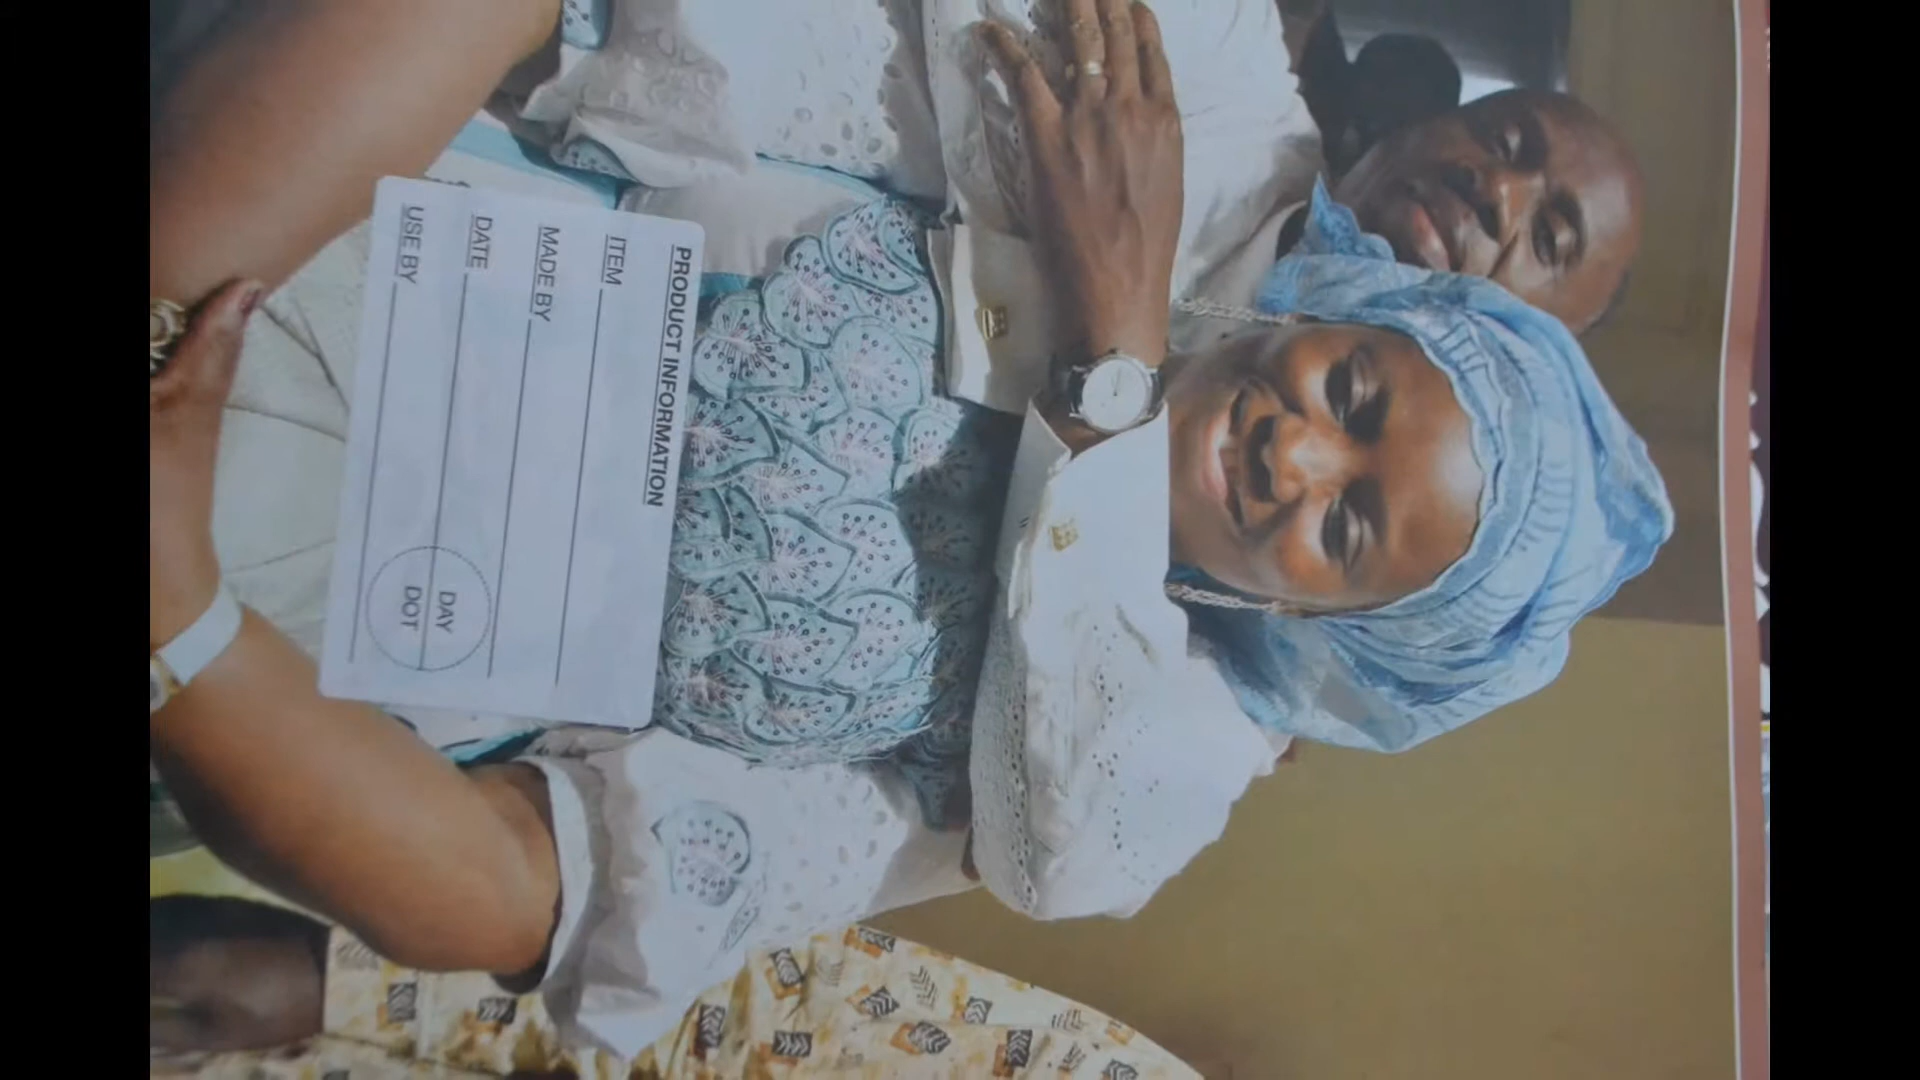 PRODUCT INFORMATION
ITEM
MADE BY
DATE
USE BY
DAY
DOT